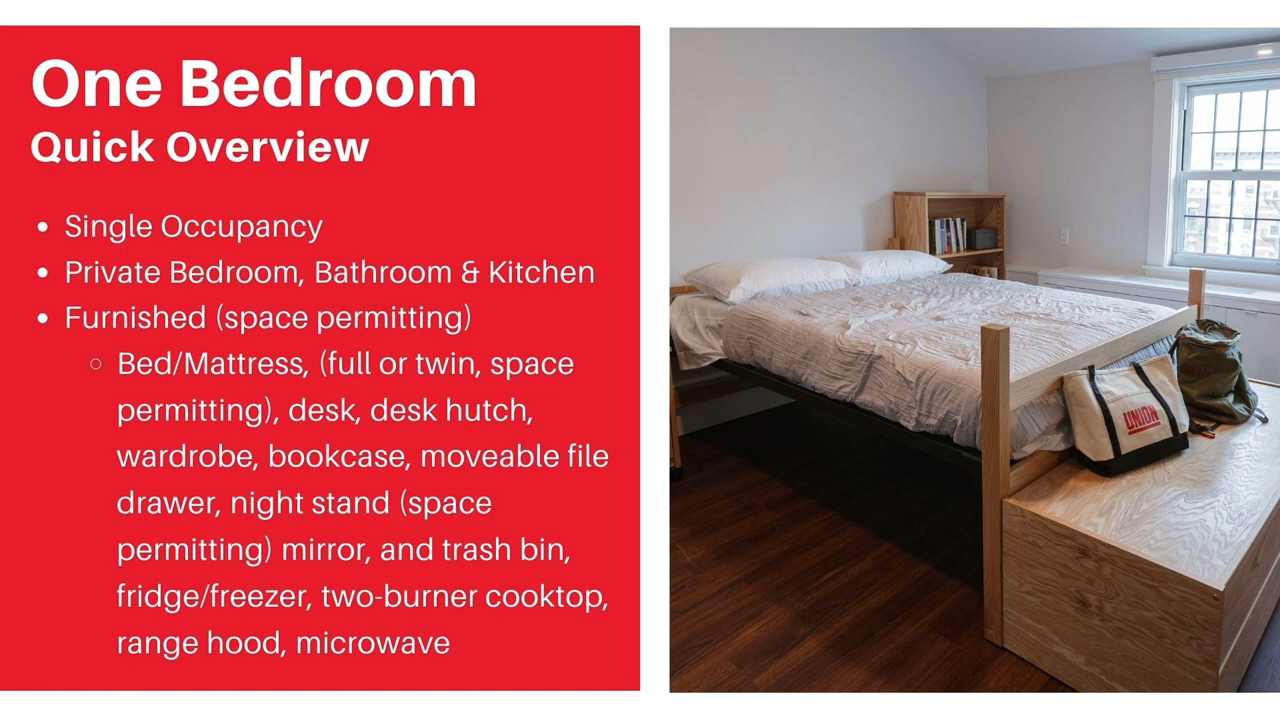 One Bedroom
Quick Overview
Single Occupancy
Private Bedroom, Bathroom & Kitchen
Furnished (space permitting)
Bed/Mattress, (full or twin, space
permitting), desk, desk hutch,
wardrobe, bookcase, moveable file
drawer, night stand (space
permitting) mirror, and trash bin,
fridge/freezer, two-burner cooktop,
range hood, microwave
UNION